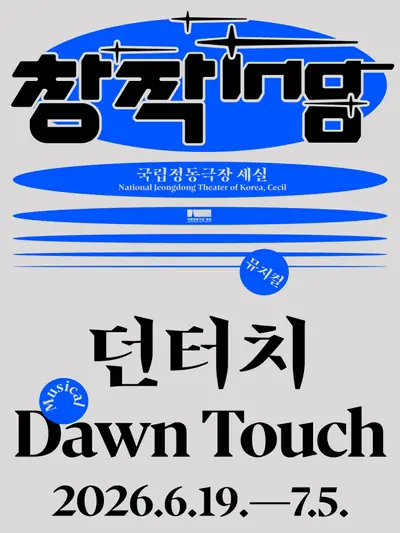 창작ing
국립정동극장 세실
National Jeongdong Theater of Korea, Cecil
뮤지컬
던터치
Musical
Dawn Touch
2026.6.19.—7.5.